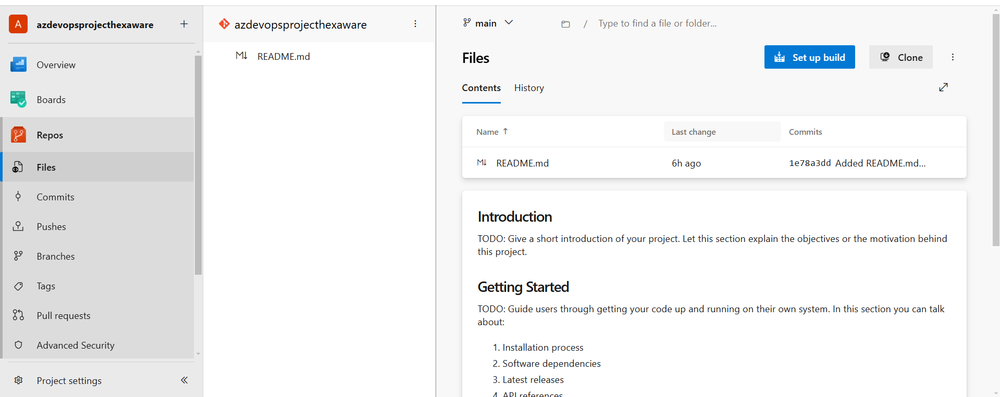 A azdevopsprojecthexaware +
Overview
Boards
Repos
Files
Commits
Pushes
Branches
Tags
Pull requests
Advanced Security
Project settings
azdevopsprojecthexaware
README.md
main / Type to find a file or folder...
Files
Set up build
Clone
Contents History
Name ↑ Last change Commits
README.md 6h ago 1e78a3dd Added README.md...
Introduction
TODO: Give a short introduction of your project. Let this section explain the objectives or the motivation behind
this project.
Getting Started
TODO: Guide users through getting your code up and running on their own system. In this section you can talk
about:
1. Installation process
2. Software dependencies
3. Latest releases
4. API references